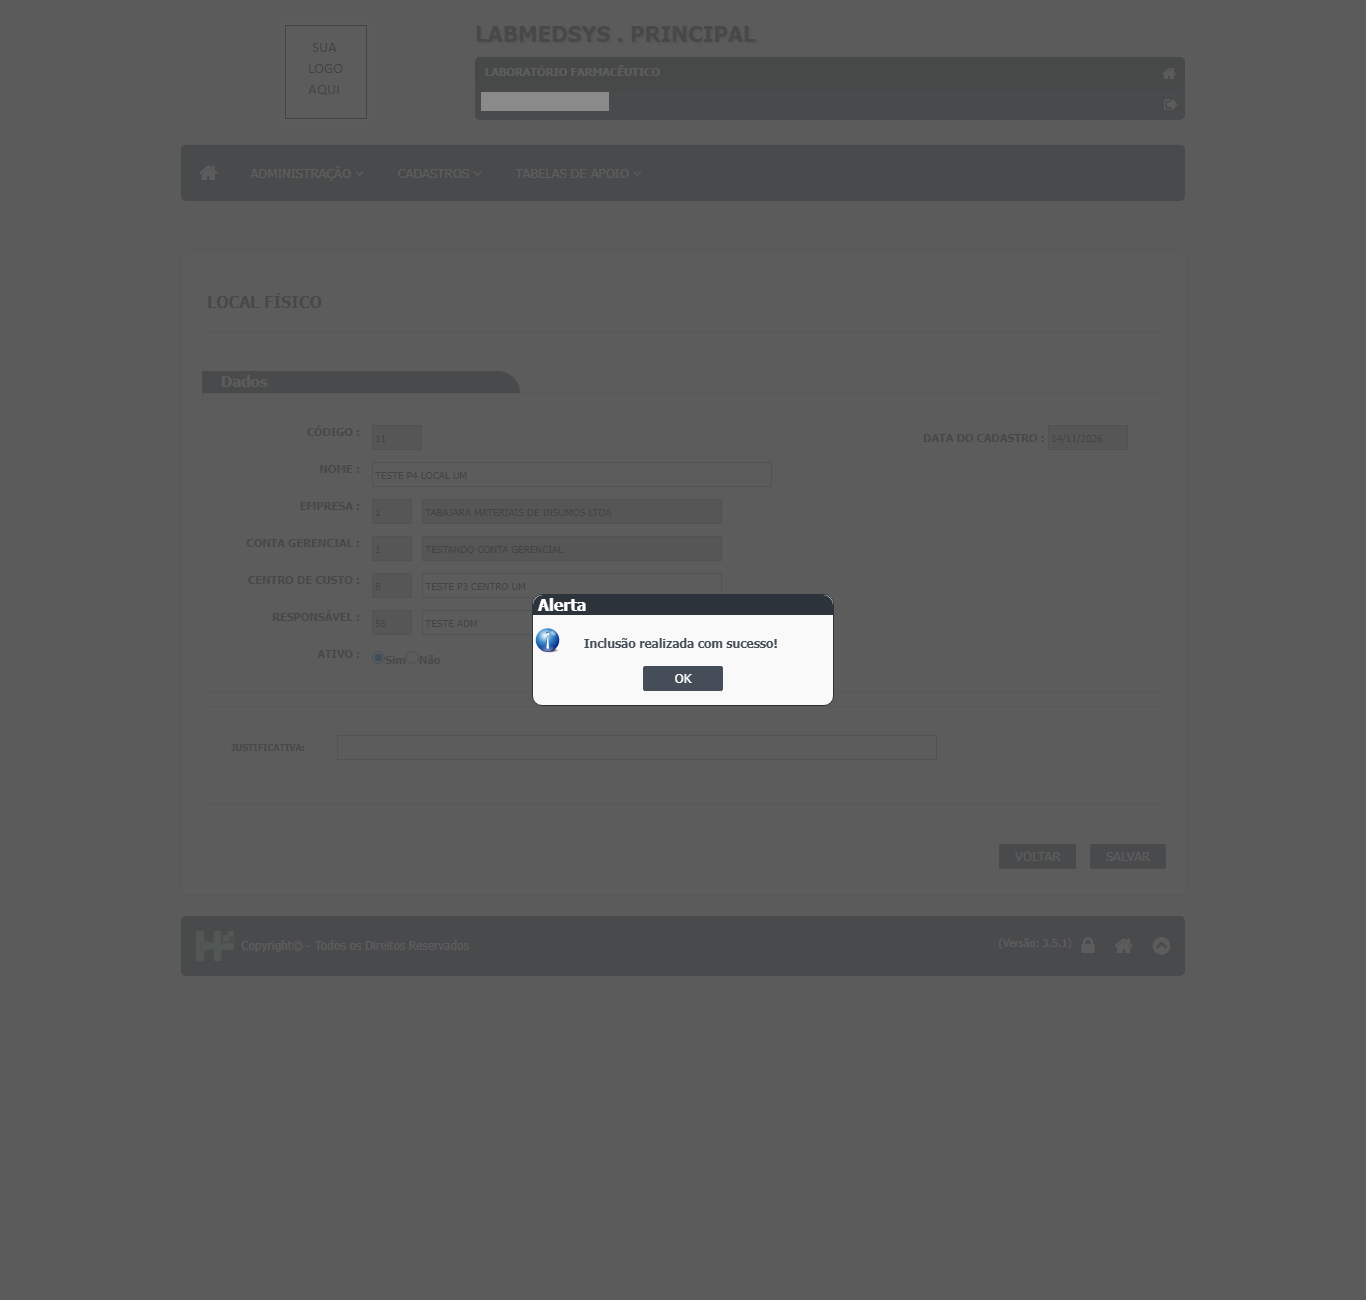 SUA
LOGO
AQUI
LABMEDSYS . PRINCIPAL
LABORATÓRIO FARMACÊUTICO
ADMINISTRAÇÃO
CADASTROS
TABELAS DE APOIO
LOCAL FÍSICO
Dados
CÓDIGO : 11
DATA DO CADASTRO : 14/11/2026
NOME : TESTE P4 LOCAL UM
EMPRESA : 1 TABAJARA MATERIAIS DE INSUMOS LTDA.
CONTA GERENCIAL : 1 TESTANDO CONTA GERENCIAL
CENTRO DE CUSTO : 8 TESTE P3 CENTRO UM
RESPONSÁVEL : 55 TESTE ADM
ATIVO : Sim Não
Alerta
Inclusão realizada com sucesso!
OK
JUSTIFICATIVA:
VOLTAR
SALVAR
Copyright© - Todos os Direitos Reservados
(Versão: 3.5.1)